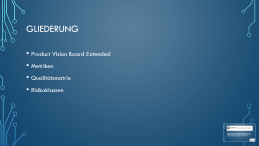 GLIEDERUNG
• Product Vision Board Extended
• Metriken
• Qualitätsmatrix
• Risikoklassen